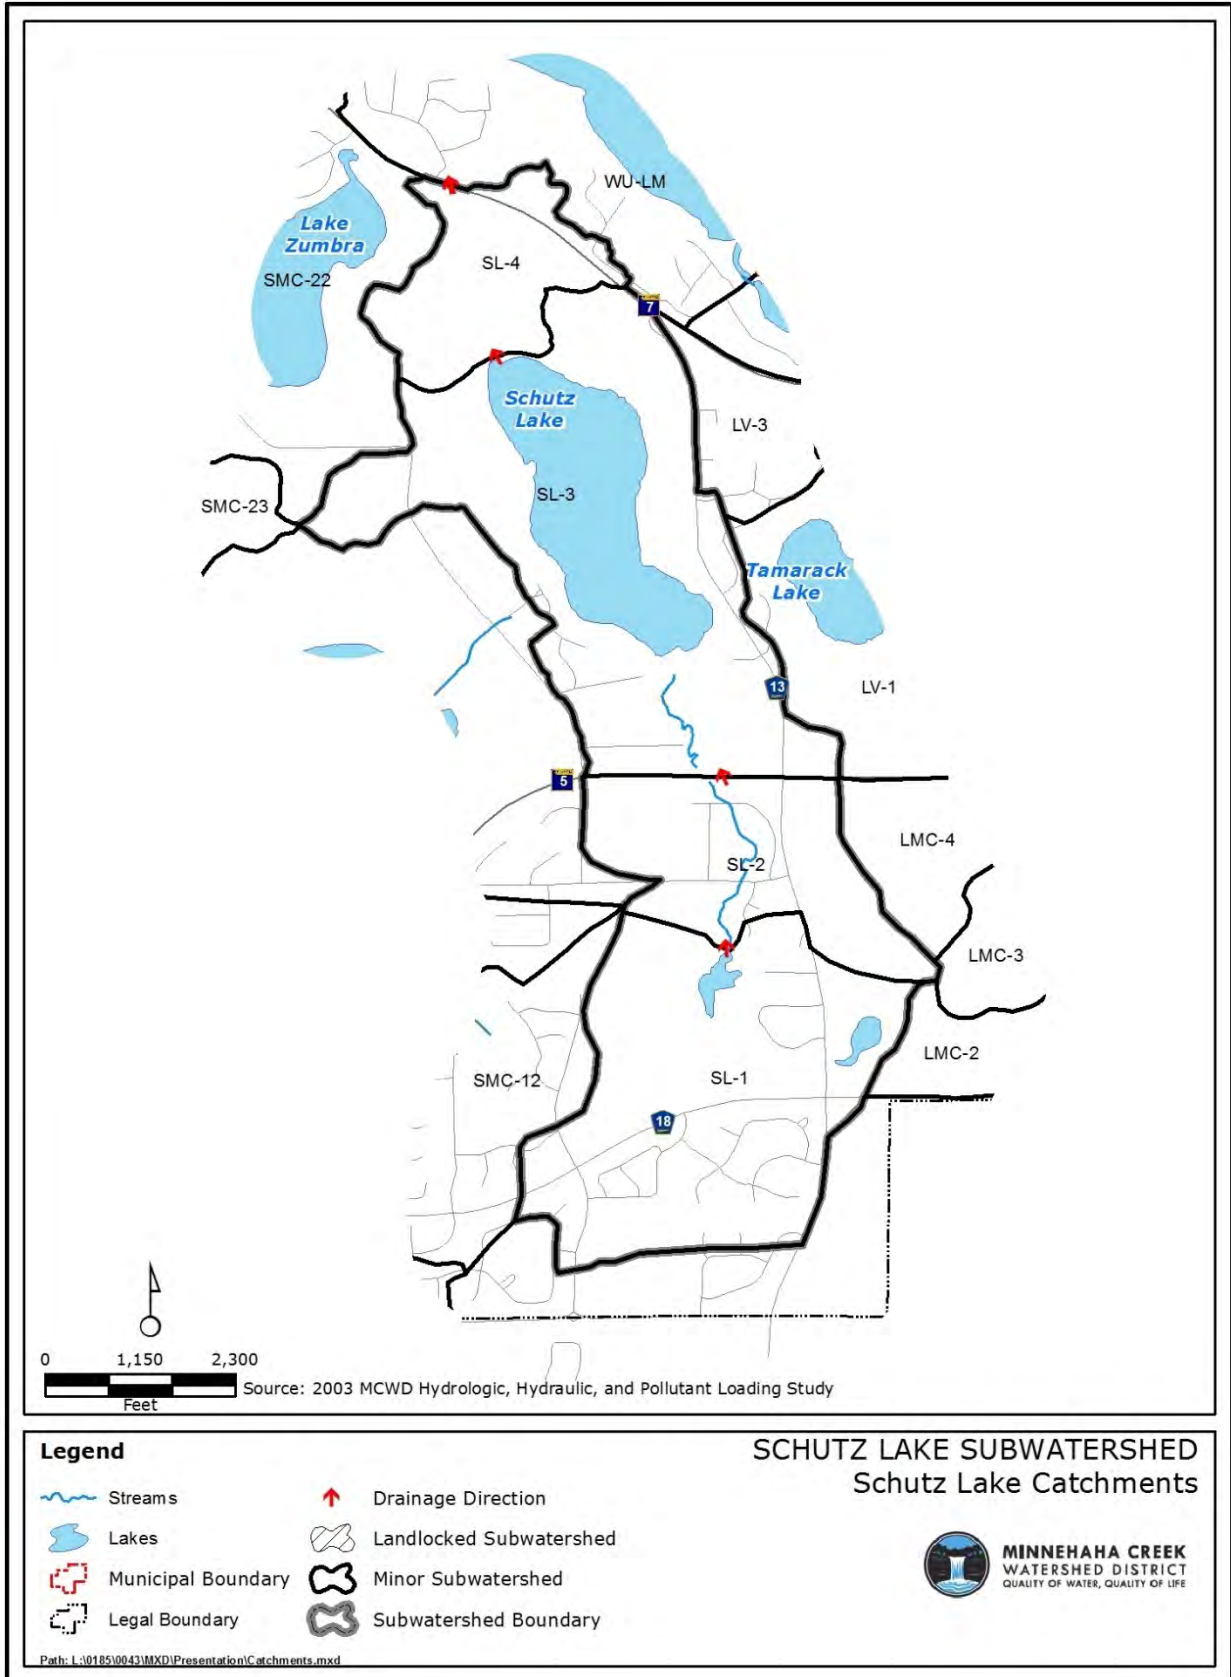 WU-LM
Lake
Zumbra
SL-4
SMC-22
7
Schutz
Lake
LV-3
SL-3
SMC-23
Tamarack
Lake
13
LV-1
5
LMC-4
SL-2
LMC-3
LMC-2
SL-1
SMC-12
18
0 1,150 2,300
Feet
Source: 2003 MCWD Hydrologic, Hydraulic, and Pollutant Loading Study
Legend
Streams
Lakes
Municipal Boundary
Legal Boundary
Drainage Direction
Landlocked Subwatershed
Minor Subwatershed
Subwatershed Boundary
Path: L:\0185\0043\MXD\Presentation\Catchments.mxd
SCHUTZ LAKE SUBWATERSHED
Schutz Lake Catchments
MINNEHAHA CREEK
WATERSHED DISTRICT
QUALITY OF WATER, QUALITY OF LIFE